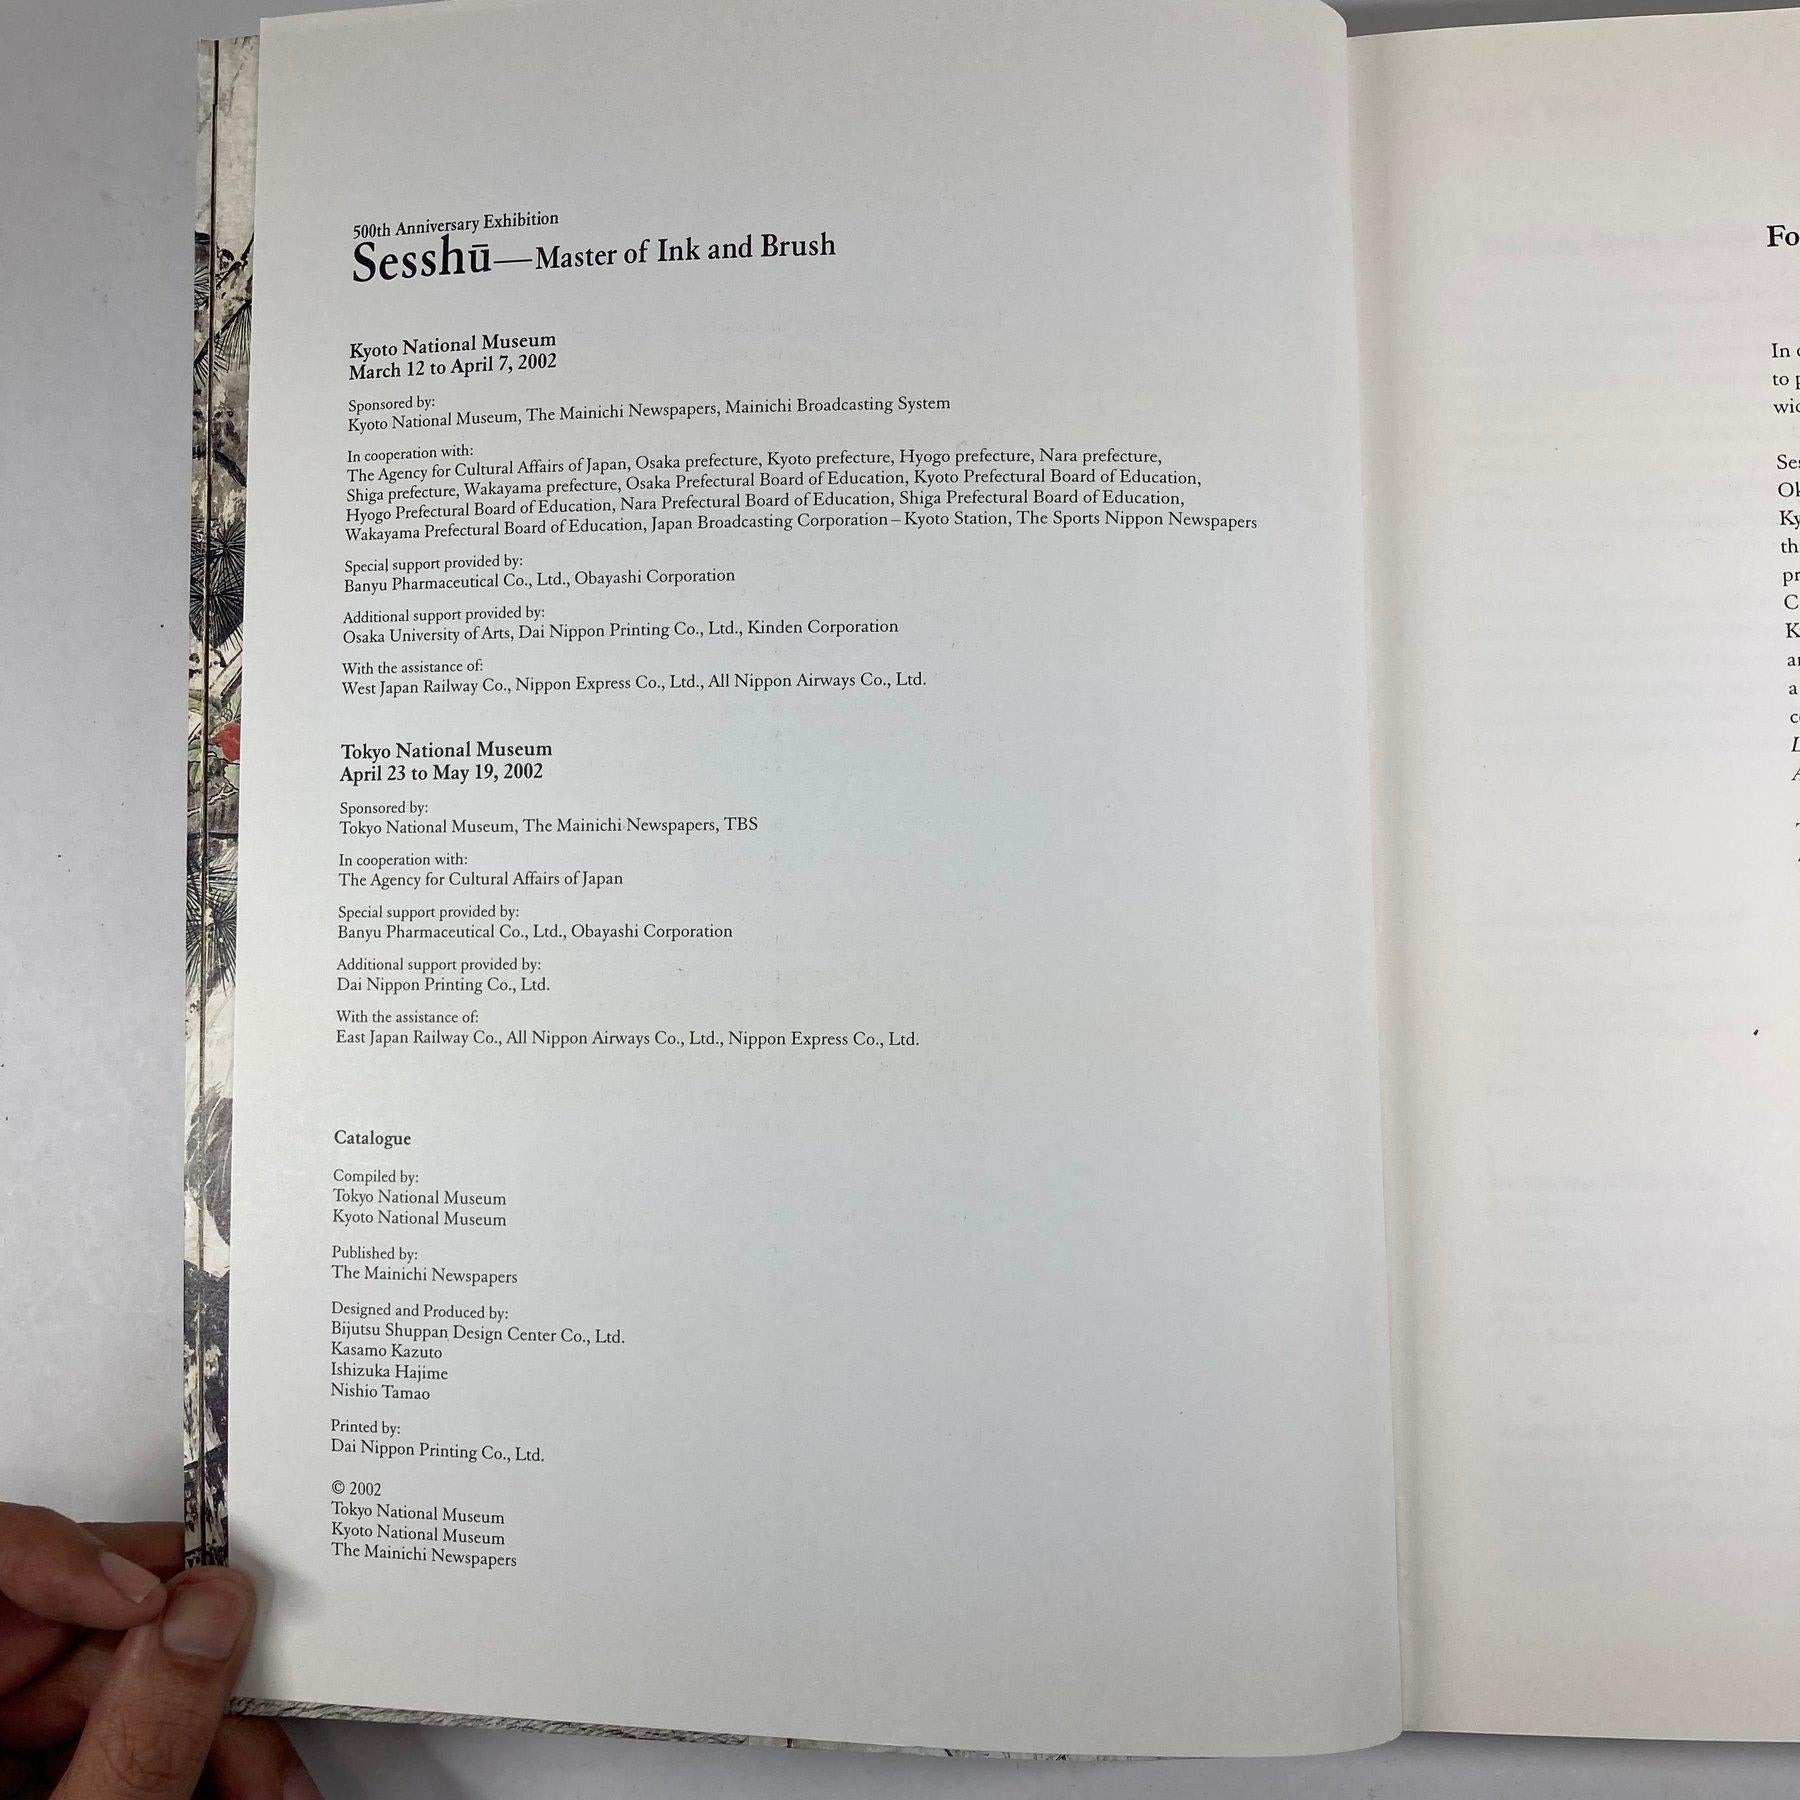 500th Anniversary Exhibition
Sesshū—Master of Ink and Brush
Kyoto National Museum
March 12 to April 7, 2002
Sponsored by:
Kyoto National Museum, The Mainichi Newspapers, Mainichi Broadcasting System
In cooperation with:
The Agency for Cultural Affairs of Japan, Osaka prefecture, Kyoto prefecture, Hyogo prefecture, Nara prefecture,
Shiga prefecture, Wakayama prefecture, Osaka Prefectural Board of Education, Kyoto Prefectural Board of Education,
Hyogo Prefectural Board of Education, Nara Prefectural Board of Education, Shiga Prefectural Board of Education,
Wakayama Prefectural Board of Education, Japan Broadcasting Corporation – Kyoto Station, The Sports Nippon Newspapers
Special support provided by:
Banyu Pharmaceutical Co., Ltd., Obayashi Corporation
Additional support provided by:
Osaka University of Arts, Dai Nippon Printing Co., Ltd., Kinden Corporation
With the assistance of:
West Japan Railway Co., Nippon Express Co., Ltd., All Nippon Airways Co., Ltd.
Tokyo National Museum
April 23 to May 19, 2002
Sponsored by:
Tokyo National Museum, The Mainichi Newspapers, TBS
In cooperation with:
The Agency for Cultural Affairs of Japan
Special support provided by:
Banyu Pharmaceutical Co., Ltd., Obayashi Corporation
Additional support provided by:
Dai Nippon Printing Co., Ltd.
With the assistance of:
East Japan Railway Co., All Nippon Airways Co., Ltd., Nippon Express Co., Ltd.
Catalogue
Compiled by:
Tokyo National Museum
Kyoto National Museum
Published by:
The Mainichi Newspapers
Designed and Produced by:
Bijutsu Shuppan Design Center Co., Ltd.
Kasamo Kazuto
Ishizuka Hajime
Nishio Tamao
Printed by:
Dai Nippon Printing Co., Ltd.
© 2002
Tokyo National Museum
Kyoto National Museum
The Mainichi Newspapers
In
to